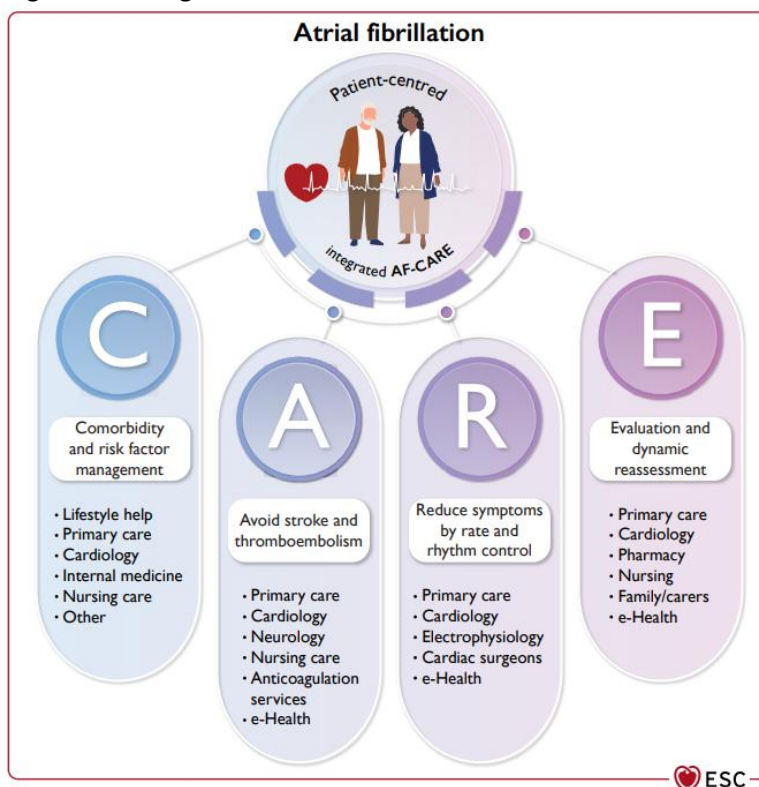 Atrial fibrillation
Patient-centred
integrated AF-CARE
C
Comorbidity
and risk factor
management
· Lifestyle help
· Primary care
· Cardiology
· Internal medicine
· Nursing care
· Other
A
Avoid stroke and
thromboembolism
· Primary care
· Cardiology
· Neurology
· Nursing care
· Anticoagulation
services
· e-Health
R
Reduce symptoms
by rate and
rhythm control
· Primary care
· Cardiology
· Electrophysiology
· Cardiac surgeons
· e-Health
E
Evaluation and
dynamic
reassessment
· Primary care
· Cardiology
· Pharmacy
· Nursing
· Family/carers
· e-Health
ESC